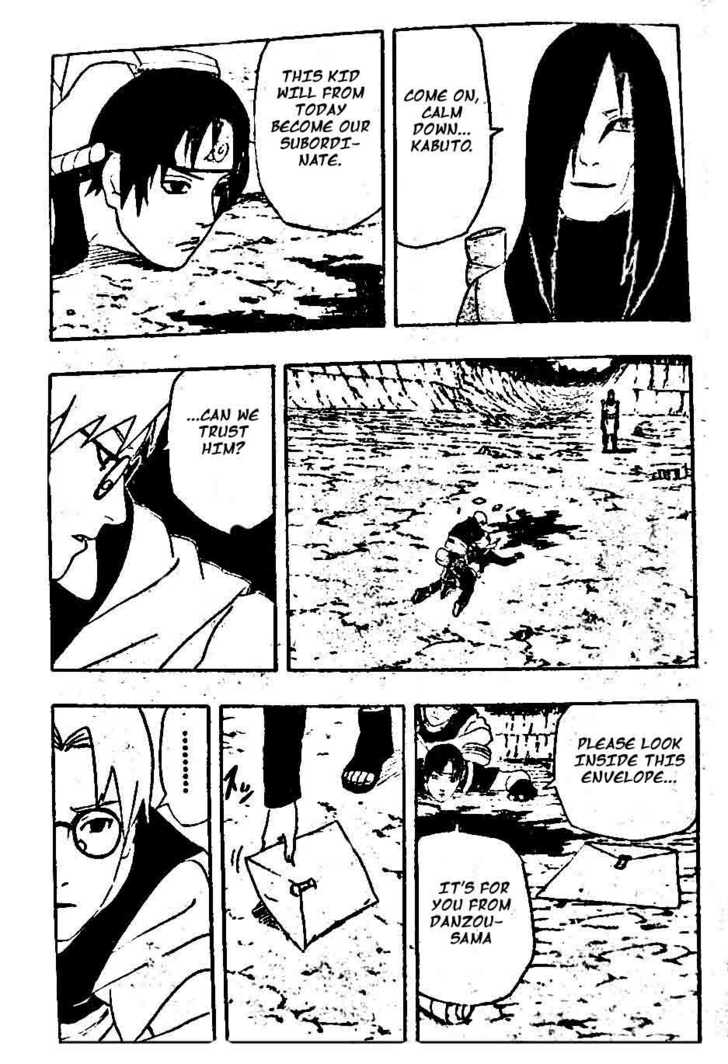 COME ON,
CALM
DOWN...
KABUTO.
THIS KID
WILL FROM
TODAY
BECOME OUR
SUBORDI-
NATE.
...CAN WE
TRUST
HIM?
PLEASE LOOK
INSIDE THIS
ENVELOPE...
IT'S FOR
YOU FROM
DANZOU-
SAMA
.........